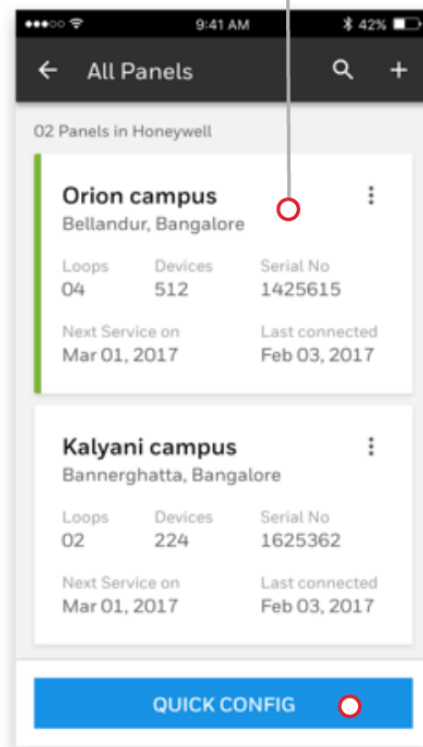 9:41 AM
42%
All Panels
02 Panels in Honeywell
Orion campus
Bellandur, Bangalore
Loops Devices Serial No
04 512 1425615
Next Service on Last connected
Mar 01, 2017 Feb 03, 2017
Kalyani campus
Bannerghatta, Bangalore
Loops Devices Serial No
02 224 1625362
Next Service on Last connected
Mar 01, 2017 Feb 03, 2017
QUICK CONFIG